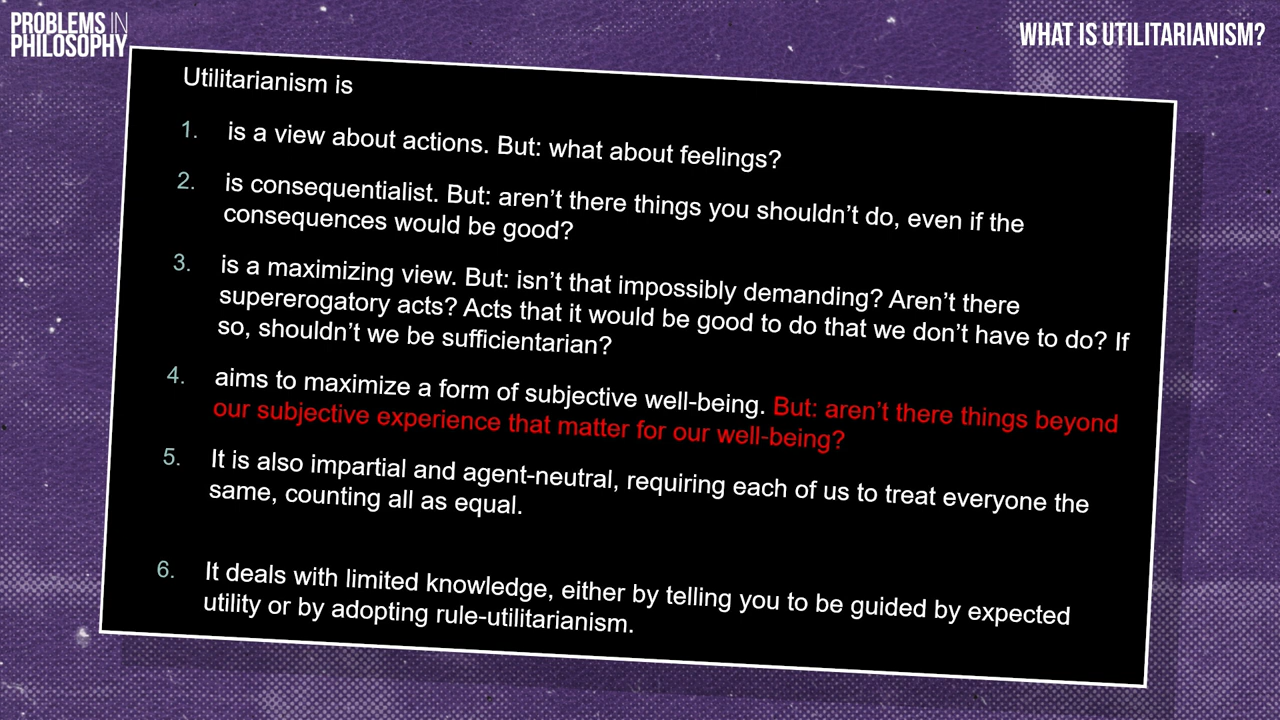 PROBLEMS IN
PHILOSOPHY
WHAT IS UTILITARIANISM?
Utilitarianism is
1. is a view about actions. But: what about feelings?
2. is consequentialist. But: aren’t there things you shouldn’t do, even if the
consequences would be good?
3. is a maximizing view. But: isn’t that impossibly demanding? Aren’t there
supererogatory acts? Acts that it would be good to do that we don’t have to do? If
so, shouldn’t we be sufficientarian?
4. aims to maximize a form of subjective well-being. But: aren’t there things beyond
our subjective experience that matter for our well-being?
5. It is also impartial and agent-neutral, requiring each of us to treat everyone the
same, counting all as equal.
6. It deals with limited knowledge, either by telling you to be guided by expected
utility or by adopting rule-utilitarianism.